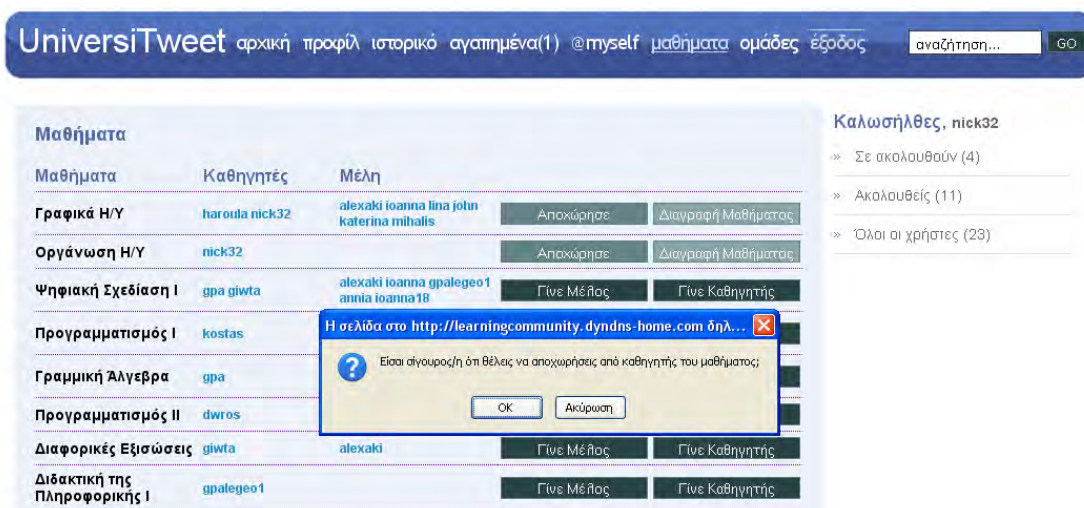 UniversiTweet αρχική προφίλ ιστορικό αγαπημένα(1) @myself μαθήματα ομάδες έξοδος αναζήτηση... GO
Καλωσήλθες, nick32
» Σε ακολουθούν (4)
» Ακολουθείς (11)
» Όλοι οι χρήστες (23)
Μαθήματα
Μαθήματα Καθηγητές Μέλη
Γραφικά Η/Υ haroula nick32 alexaki ioanna lina john katerina mihalis Αποχώρησε Διαγραφή Μαθήματος
Οργάνωση Η/Υ nick32 Αποχώρησε Διαγραφή Μαθήματος
Ψηφιακή Σχεδίαση Ι gpa giwta alexaki ioanna gpalegeo1 annia ioanna18 Γίνε Μέλος Γίνε Καθηγητής
Προγραμματισμός Ι kostas
Γραμμική Άλγεβρα gpa
Προγραμματισμός ΙΙ dwros
Διαφορικές Εξισώσεις giwta alexaki Γίνε Μέλος Γίνε Καθηγητής
Διδακτική της Πληροφορικής Ι gpalegeo1 Γίνε Μέλος Γίνε Καθηγητής
Η σελίδα στο http://learningcommunity.dyndns-home.com δηλ...
Είσαι σίγουρος/η ότι θέλεις να αποχωρήσεις από καθηγητής του μαθήματος;
OK Ακύρωση